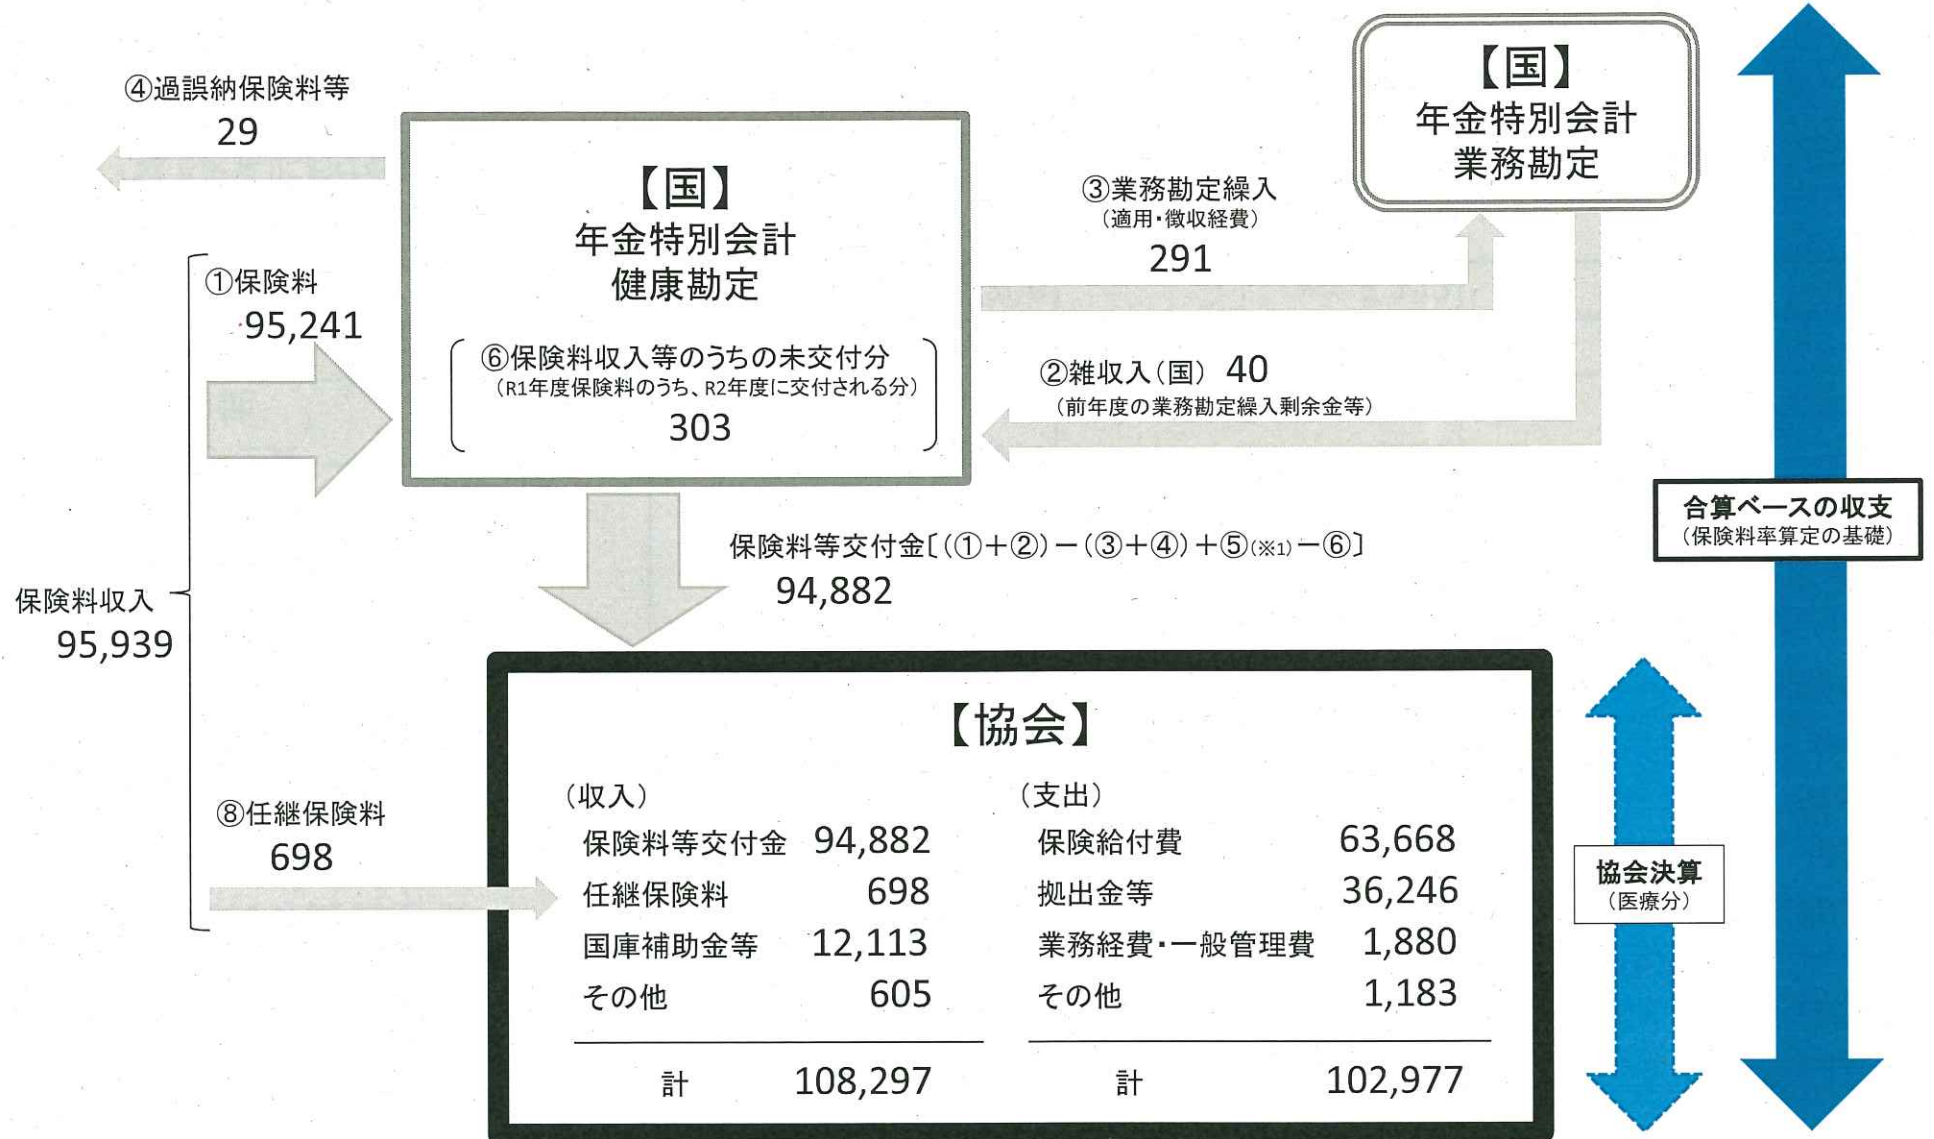 ④過誤納保険料等
29
【国】
年金特別会計
健康勘定
⑥保険料収入等のうちの未交付分
（R1年度保険料のうち、R2年度に交付される分）
303
【国】
年金特別会計
業務勘定
③業務勘定繰入
（適用・徴収経費）
291
②雑収入（国） 40
（前年度の業務勘定繰入剰余金等）
①保険料
95,241
保険料等交付金〔（①＋②）－（③＋④）＋⑤(※1)－⑥〕
94,882
合算ベースの収支
（保険料率算定の基礎）
保険料収入
95,939
⑧任継保険料
698
【協会】
（収入）
保険料等交付金 94,882
任継保険料 698
国庫補助金等 12,113
その他 605
計 108,297
（支出）
保険給付費 63,668
拠出金等 36,246
業務経費・一般管理費 1,880
その他 1,183
計 102,977
協会決算
（医療分）